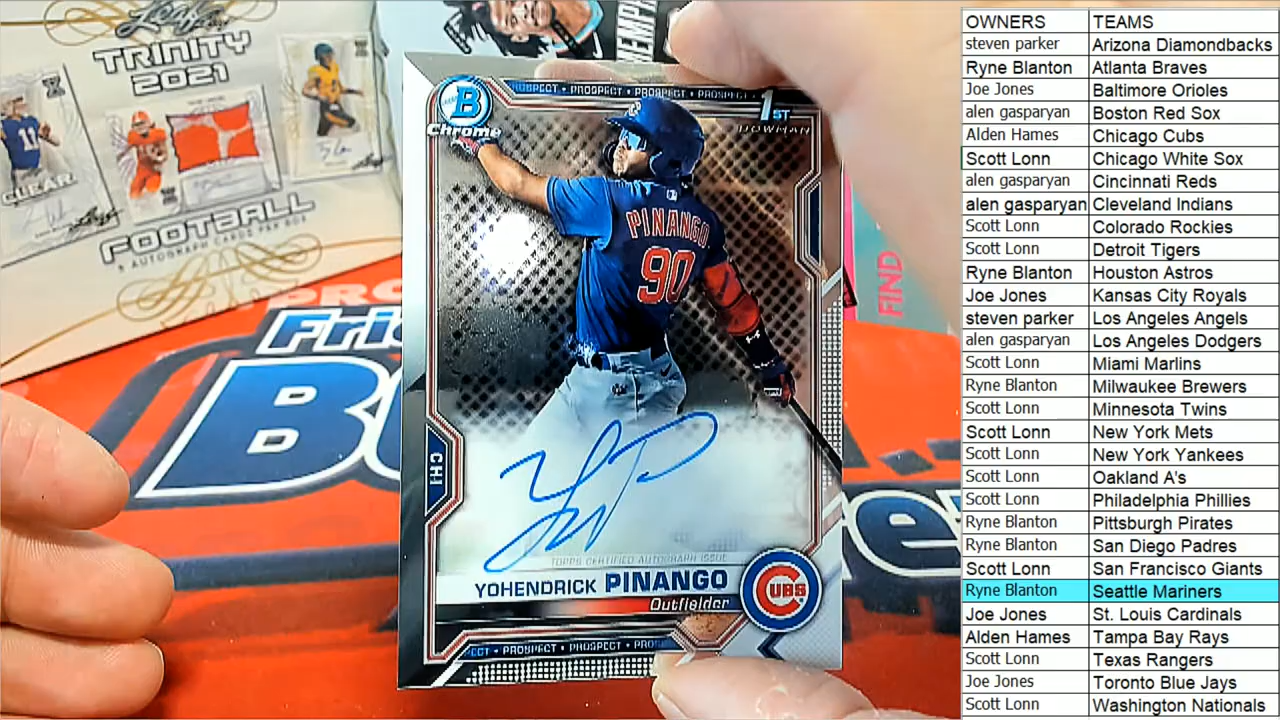 Leaf
TRINITY
2021
CLEAR
FOOTBALL
5 AUTOGRAPH CARDS PER BOX
MEMPHI
FIND
PRO
Fri
B
e
B
Chrome
PROSPECT • PROSPECT • PROSPECT • PROSPECT
1ST
BOWMAN
PINANGO
90
11
CHI
TOPPS CERTIFIED AUTOGRAPH ISSUE
YOHENDRICK PINANGO
Outfielder
CUBS
PROSPECT • PROSPECT
OWNERS TEAMS
steven parker Arizona Diamondbacks
Ryne Blanton Atlanta Braves
Joe Jones Baltimore Orioles
alen gasparyan Boston Red Sox
Alden Hames Chicago Cubs
Scott Lonn Chicago White Sox
alen gasparyan Cincinnati Reds
alen gasparyan Cleveland Indians
Scott Lonn Colorado Rockies
Scott Lonn Detroit Tigers
Ryne Blanton Houston Astros
Joe Jones Kansas City Royals
steven parker Los Angeles Angels
alen gasparyan Los Angeles Dodgers
Scott Lonn Miami Marlins
Ryne Blanton Milwaukee Brewers
Scott Lonn Minnesota Twins
Scott Lonn New York Mets
Scott Lonn New York Yankees
Scott Lonn Oakland A's
Scott Lonn Philadelphia Phillies
Ryne Blanton Pittsburgh Pirates
Ryne Blanton San Diego Padres
Scott Lonn San Francisco Giants
Ryne Blanton Seattle Mariners
Joe Jones St. Louis Cardinals
Alden Hames Tampa Bay Rays
Scott Lonn Texas Rangers
Joe Jones Toronto Blue Jays
Scott Lonn Washington Nationals